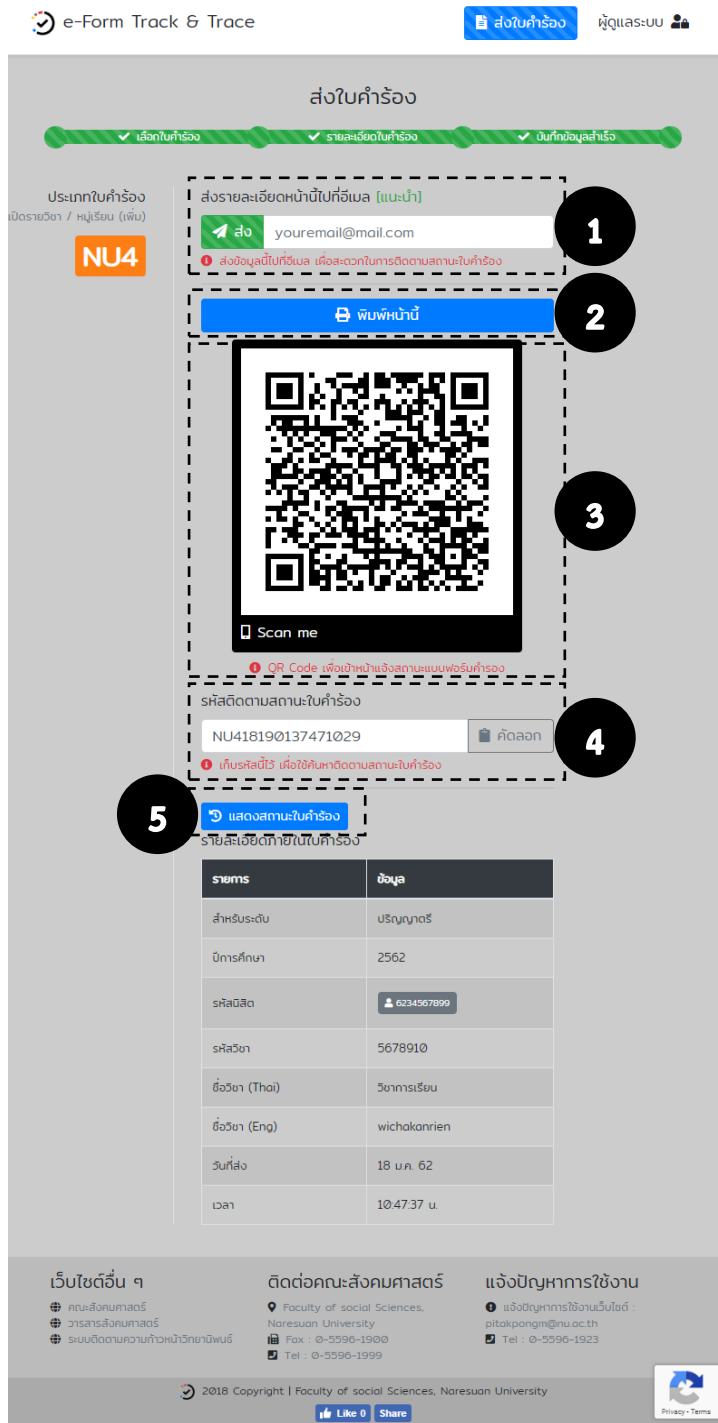 e-Form Track & Trace
ส่งใบคำร้อง
ผู้ดูแลระบบ
ส่งใบคำร้อง
เลือกใบคำร้อง
รายละเอียดใบคำร้อง
บันทึกข้อมูลสำเร็จ
ประเภทใบคำร้อง
เปิดรายวิชา / หมู่เรียน (เพิ่ม)
NU4
ส่งรายละเอียดหน้านี้ไปที่อีเมล [แนะนำ]
ส่ง
youremail@mail.com
ส่งข้อมูลนี้ไปที่อีเมล เพื่อสะดวกในการติดตามสถานะใบคำร้อง
1
พิมพ์หน้านี้
2
Scan me
QR Code เพื่อเข้าหน้าแจ้งสถานะแบบฟอร์มคำรอง
3
รหัสติดตามสถานะใบคำร้อง
NU418190137471029
คัดลอก
เก็บรหัสนี้ไว้ เผื่อใช้ค้นหาติดตามสถานะใบคำร้อง
4
5
แสดงสถานะใบคำร้อง
รายละเอียดภายในใบคำร้อง
รายการ ข้อมูล
สำหรับระดับ ปริญญาตรี
ปีการศึกษา 2562
รหัสนิสิต 6234567899
รหัสวิชา 5678910
ชื่อวิชา (Thai) วิชาการเรียน
ชื่อวิชา (Eng) wichakanrien
วันที่ส่ง 18 ม.ค. 62
เวลา 10:47:37 น.
เว็บไซต์อื่น ๆ
คณะสังคมศาสตร์
วารสารสังคมศาสตร์
ระบบติดตามความก้าวหน้าวิทยานิพนธ์
ติดต่อคณะสังคมศาสตร์
Faculty of social Sciences,
Naresuan University
Fax : 0-5596-1900
Tel : 0-5596-1999
แจ้งปัญหาการใช้งาน
แจ้งปัญหาการใช้งานเว็บไซต์ :
pitakpongm@nu.ac.th
Tel : 0-5596-1923
2018 Copyright | Faculty of social Sciences, Naresuan University
Like 0
Share
Privacy - Terms